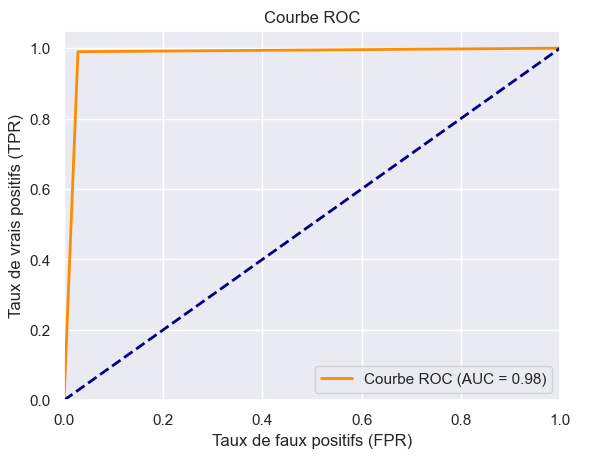 Courbe ROC
Taux de vrais positifs (TPR)
1.0
0.8
0.6
0.4
0.2
0.0
0.0 0.2 0.4 0.6 0.8 1.0
Taux de faux positifs (FPR)
Courbe ROC (AUC = 0.98)